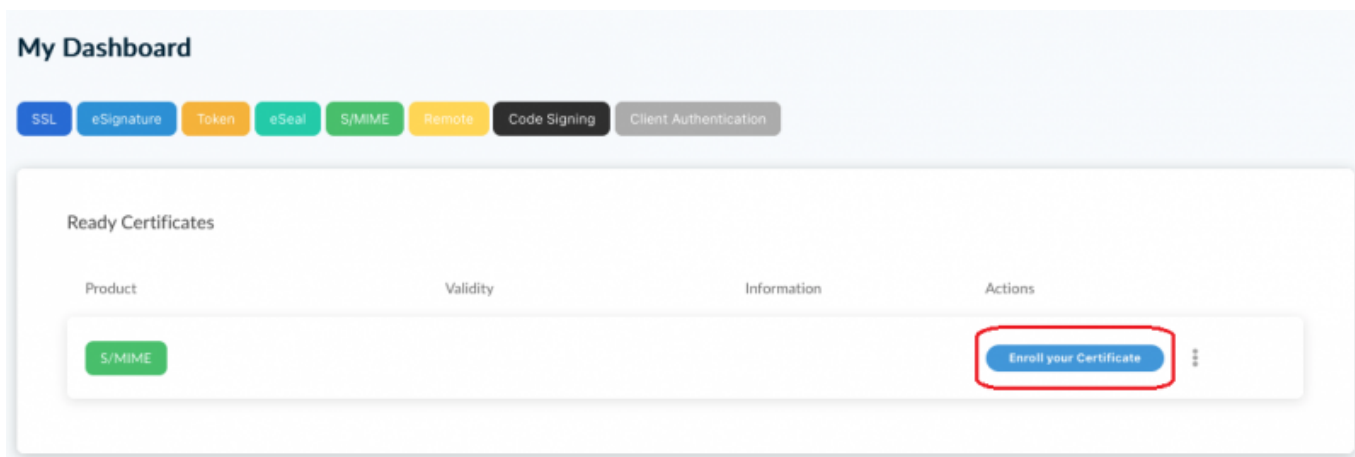 My Dashboard
SSL eSignature Token eSeal S/MIME Remote Code Signing Client Authentication
Ready Certificates
Product Validity Information Actions
S/MIME Enroll your Certificate